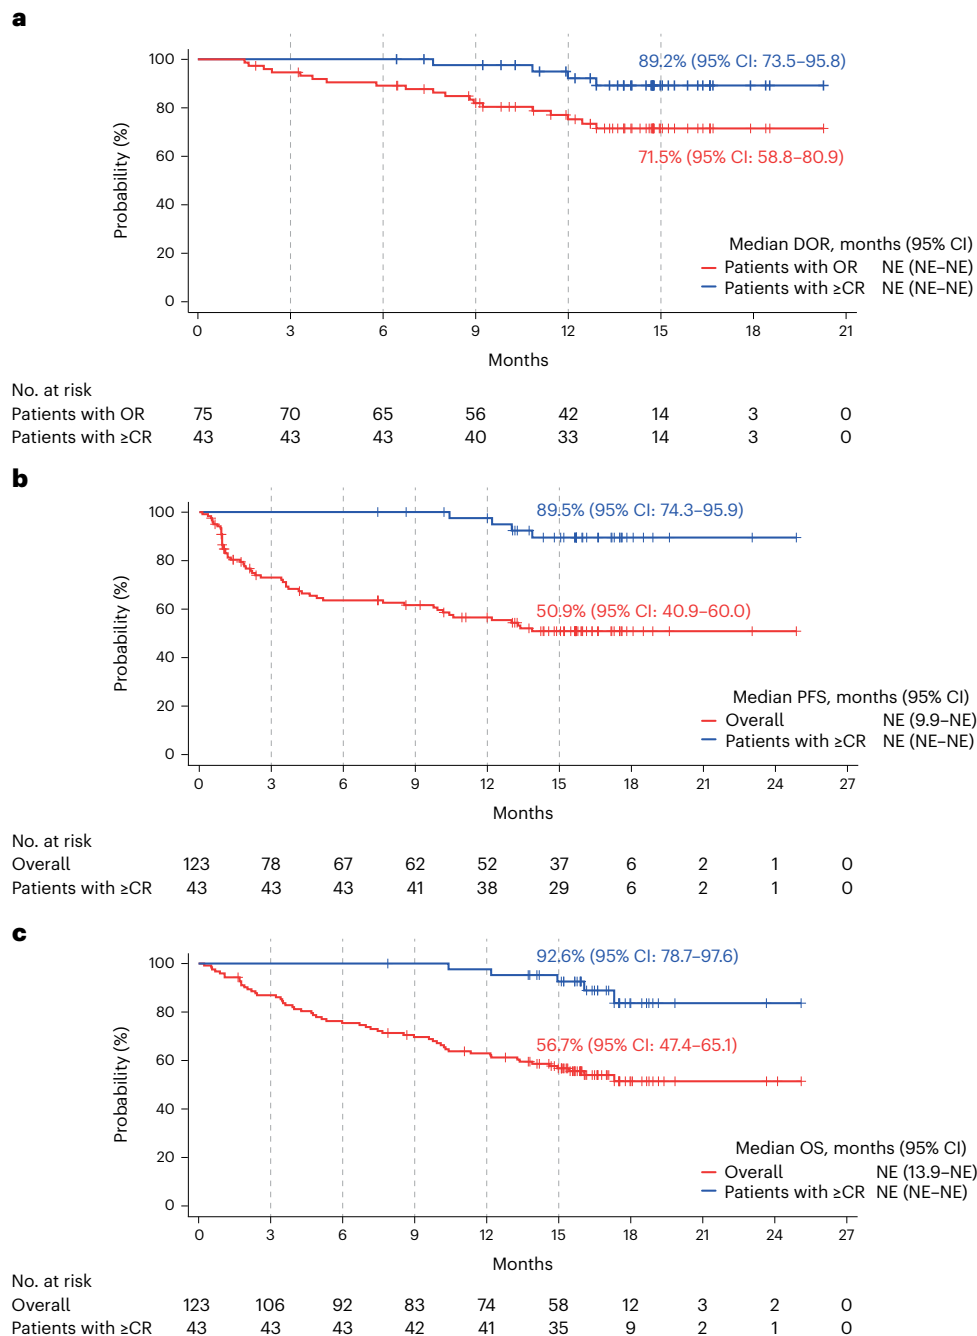 a
89.2% (95% CI: 73.5–95.8)
71.5% (95% CI: 58.8–80.9)
Probability (%)
100
80
60
40
20
0
Median DOR, months (95% CI)
Patients with OR NE (NE–NE)
Patients with ≥CR NE (NE–NE)
0 3 6 9 12 15 18 21
Months
No. at risk
Patients with OR 75 70 65 56 42 14 3 0
Patients with ≥CR 43 43 43 40 33 14 3 0
b
89.5% (95% CI: 74.3–95.9)
50.9% (95% CI: 40.9–60.0)
Probability (%)
100
80
60
40
20
0
Median PFS, months (95% CI)
Overall NE (9.9–NE)
Patients with ≥CR NE (NE–NE)
0 3 6 9 12 15 18 21 24 27
Months
No. at risk
Overall 123 78 67 62 52 37 6 2 1 0
Patients with ≥CR 43 43 43 41 38 29 6 2 1 0
c
92.6% (95% CI: 78.7–97.6)
56.7% (95% CI: 47.4–65.1)
Probability (%)
100
80
60
40
20
0
Median OS, months (95% CI)
Overall NE (13.9–NE)
Patients with ≥CR NE (NE–NE)
0 3 6 9 12 15 18 21 24 27
Months
No. at risk
Overall 123 106 92 83 74 58 12 3 2 0
Patients with ≥CR 43 43 43 42 41 35 9 2 1 0